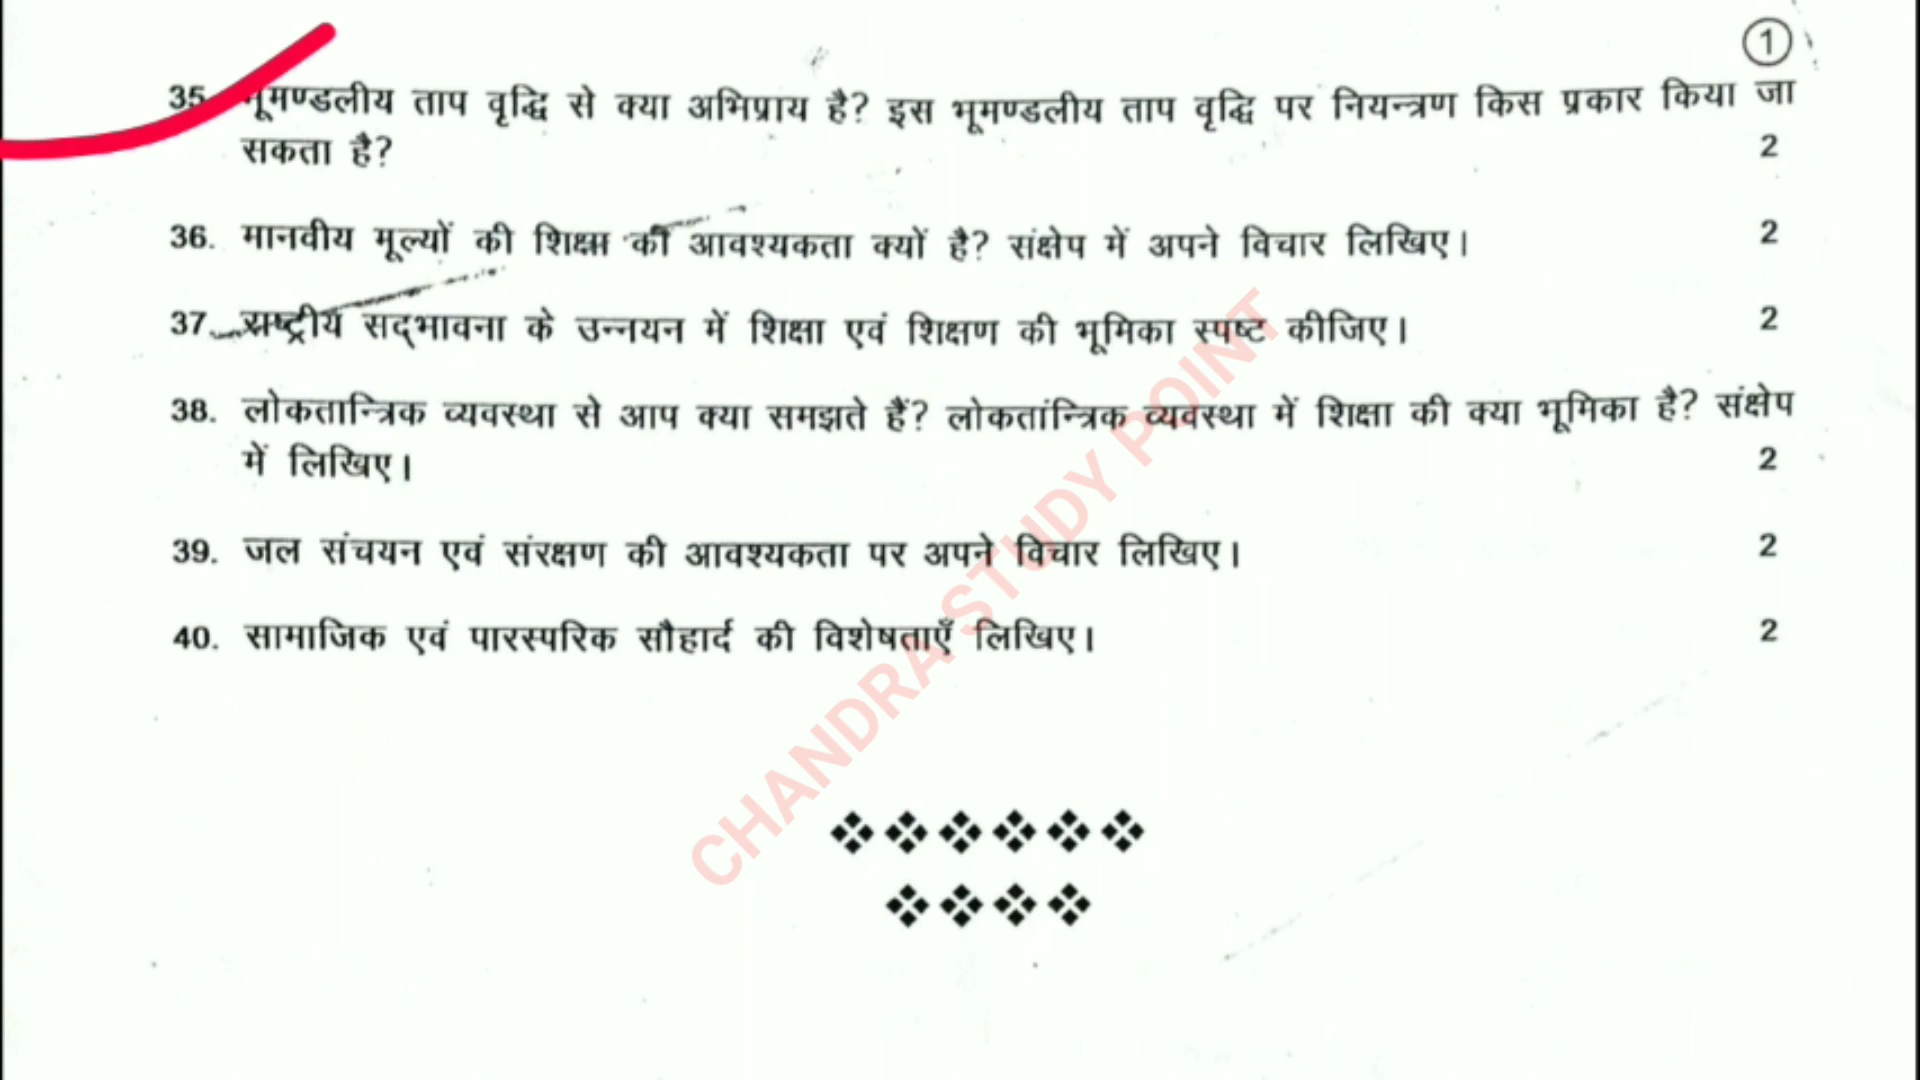 1
35. भूमण्डलीय ताप वृद्धि से क्या अभिप्राय है? इस भूमण्डलीय ताप वृद्धि पर नियन्त्रण किस प्रकार किया जा
सकता है? 2
36. मानवीय मूल्यों की शिक्षा की आवश्यकता क्यों है? संक्षेप में अपने विचार लिखिए। 2
37. राष्ट्रीय सद्‌भावना के उन्नयन में शिक्षा एवं शिक्षण की भूमिका स्पष्ट कीजिए। 2
38. लोकतान्त्रिक व्यवस्था से आप क्या समझते हैं? लोकतांन्त्रिक व्यवस्था में शिक्षा की क्या भूमिका है? संक्षेप
में लिखिए। 2
39. जल संचयन एवं संरक्षण की आवश्यकता पर अपने विचार लिखिए। 2
40. सामाजिक एवं पारस्परिक सौहार्द की विशेषताएँ लिखिए। 2
CHANDRA STUDY POINT